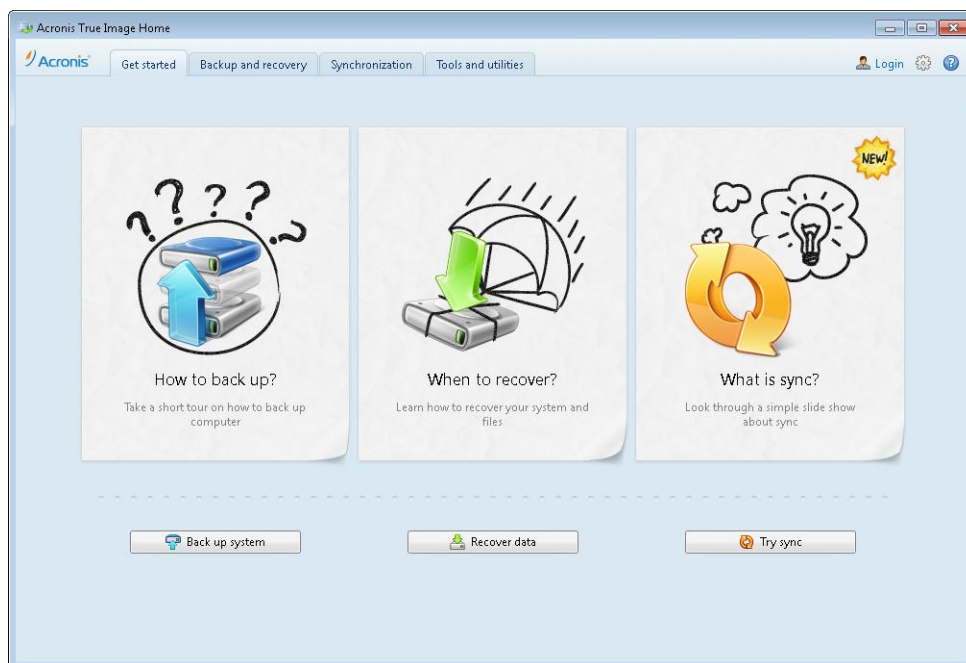 Acronis True Image Home
Acronis
Get started
Backup and recovery
Synchronization
Tools and utilities
Login
?
NEW!
? ? ? ? ?
How to back up?
Take a short tour on how to back up
computer
When to recover?
Learn how to recover your system and
files
What is sync?
Look through a simple slide show
about sync
Back up system
Recover data
Try sync